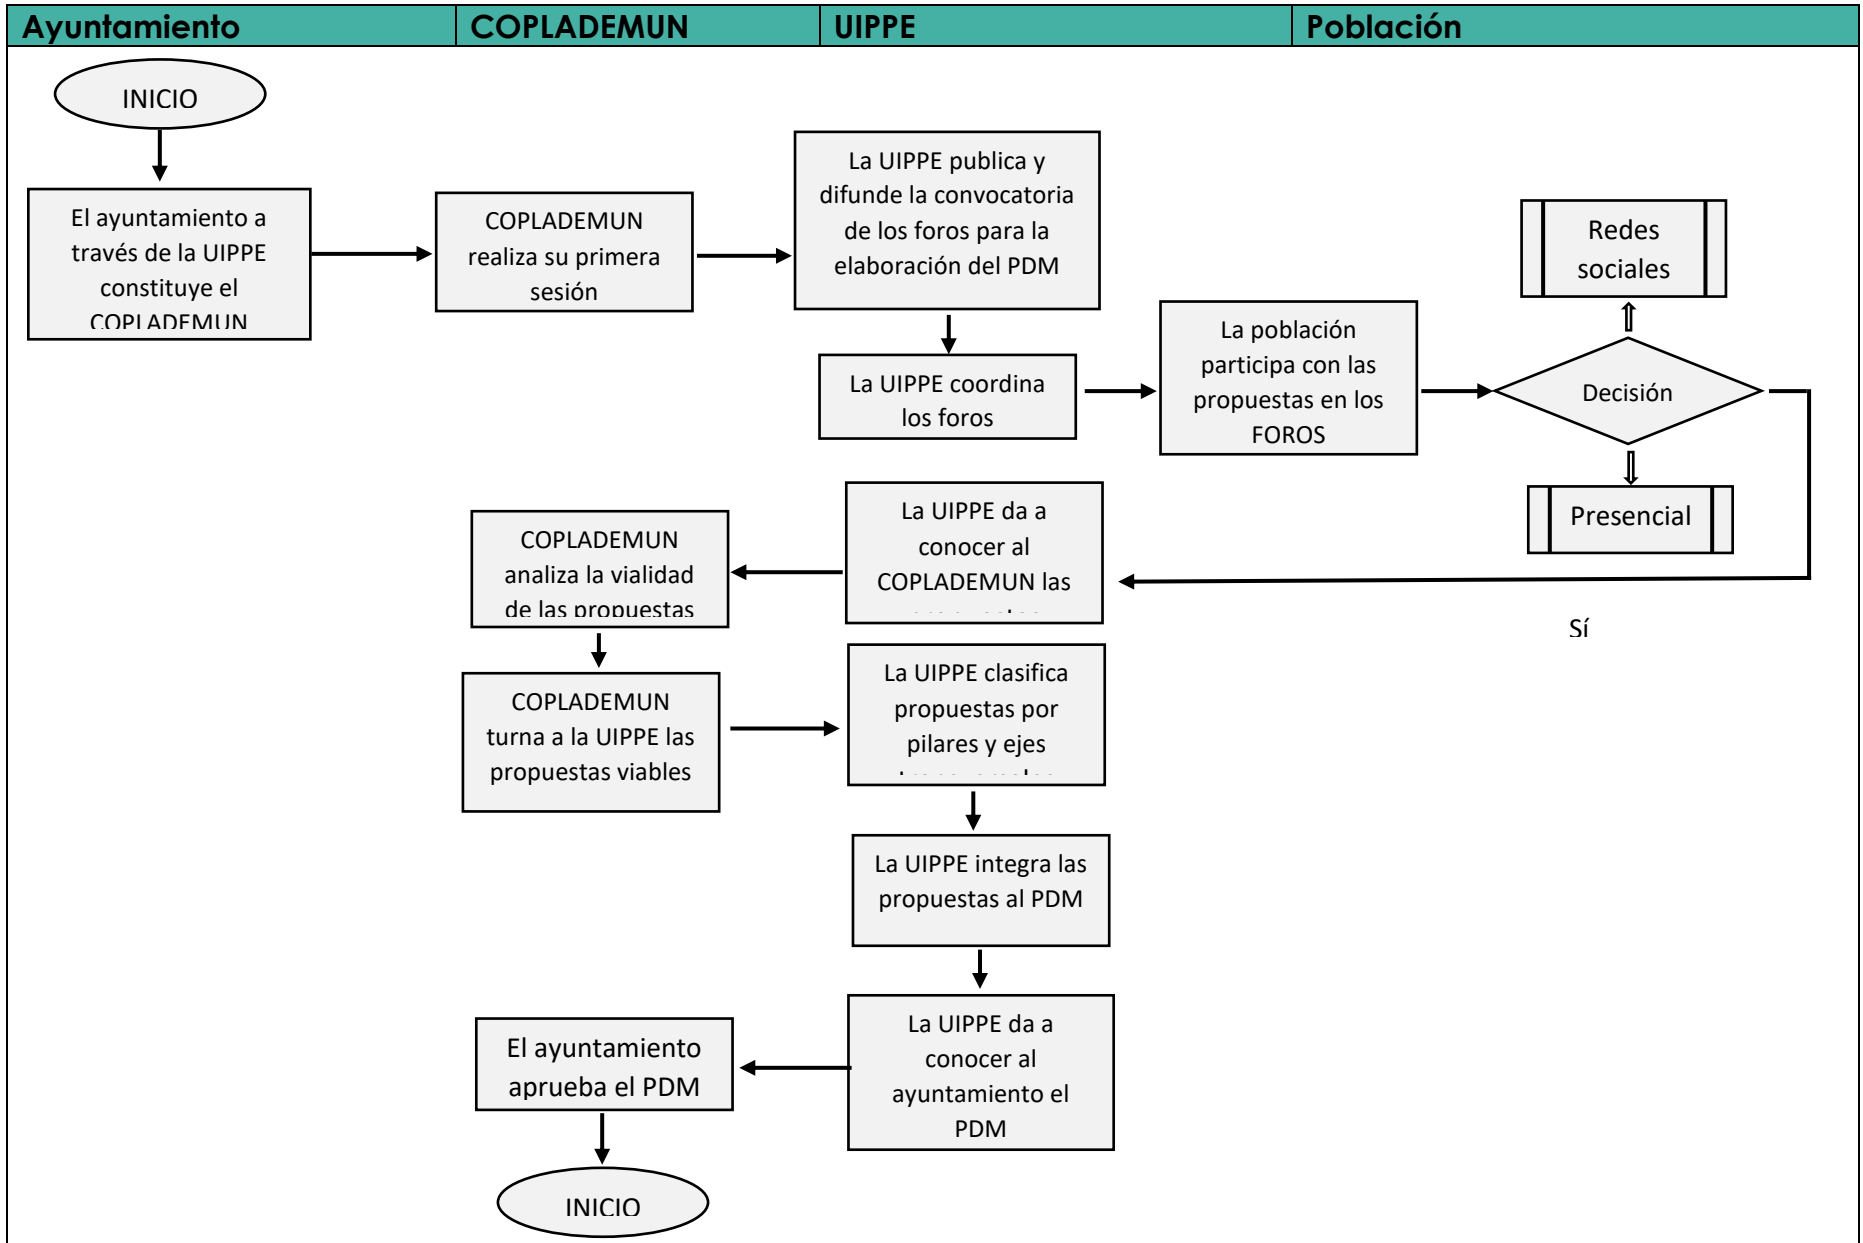 Ayuntamiento
COPLADEMUN
UIPPE
Población
INICIO
El ayuntamiento a
través de la UIPPE
constituye el
COPLADEMUN
COPLADEMUN
realiza su primera
sesión
La UIPPE publica y
difunde la convocatoria
de los foros para la
elaboración del PDM
La UIPPE coordina
los foros
La población
participa con las
propuestas en los
FOROS
Redes
sociales
Decisión
Presencial
Sí
La UIPPE da a
conocer al
COPLADEMUN las
COPLADEMUN
analiza la vialidad
de las propuestas
COPLADEMUN
turna a la UIPPE las
propuestas viables
La UIPPE clasifica
propuestas por
pilares y ejes
La UIPPE integra las
propuestas al PDM
La UIPPE da a
conocer al
ayuntamiento el
PDM
El ayuntamiento
aprueba el PDM
INICIO